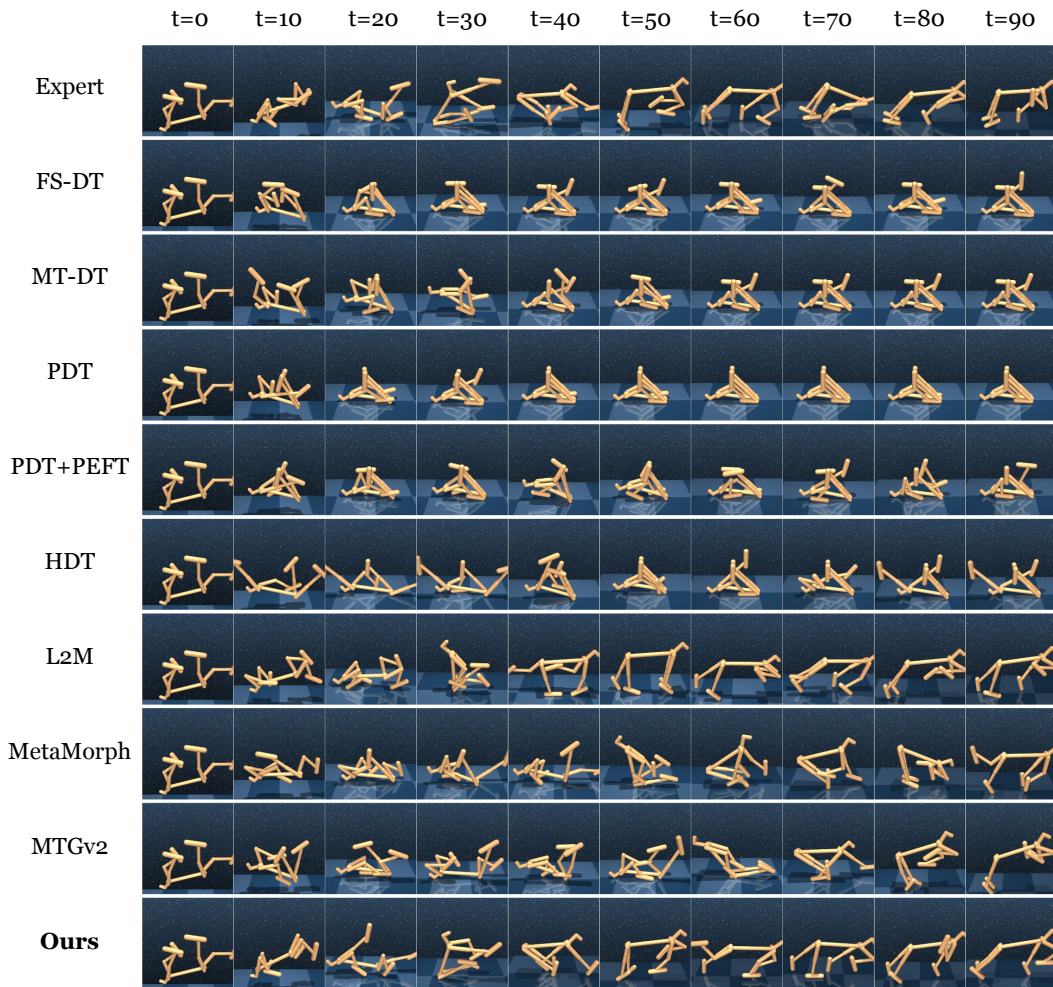 t=0 t=10 t=20 t=30 t=40 t=50 t=60 t=70 t=80 t=90
Expert
FS-DT
MT-DT
PDT
PDT+PEFT
HDT
L2M
MetaMorph
MTGv2
Ours